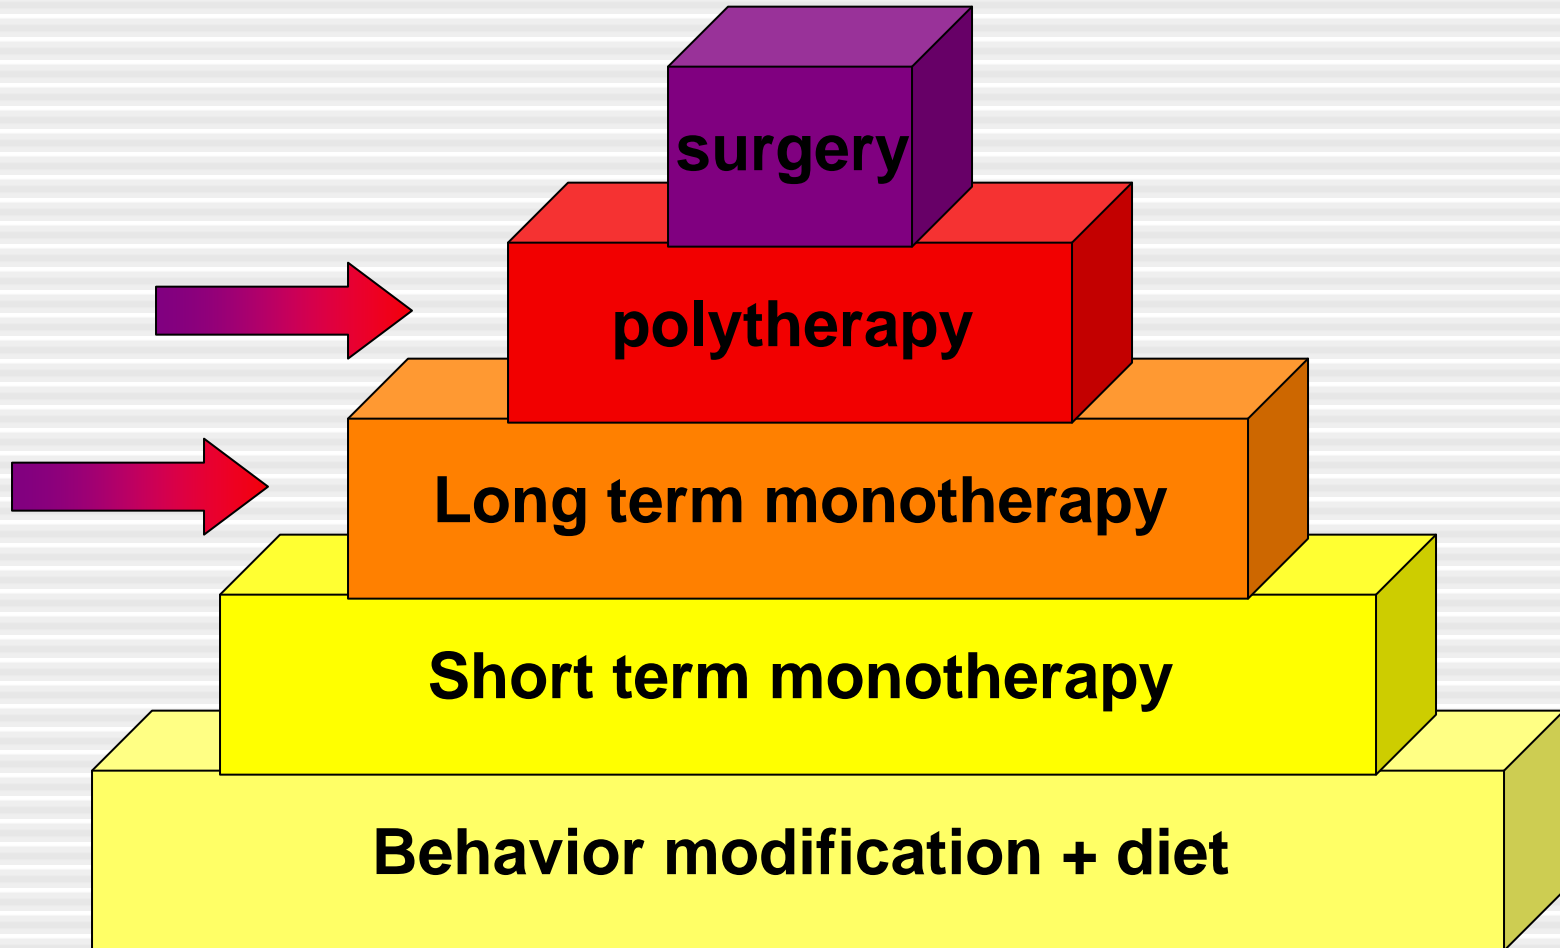 surgery
polytherapy
Long term monotherapy
Short term monotherapy
Behavior modification + diet